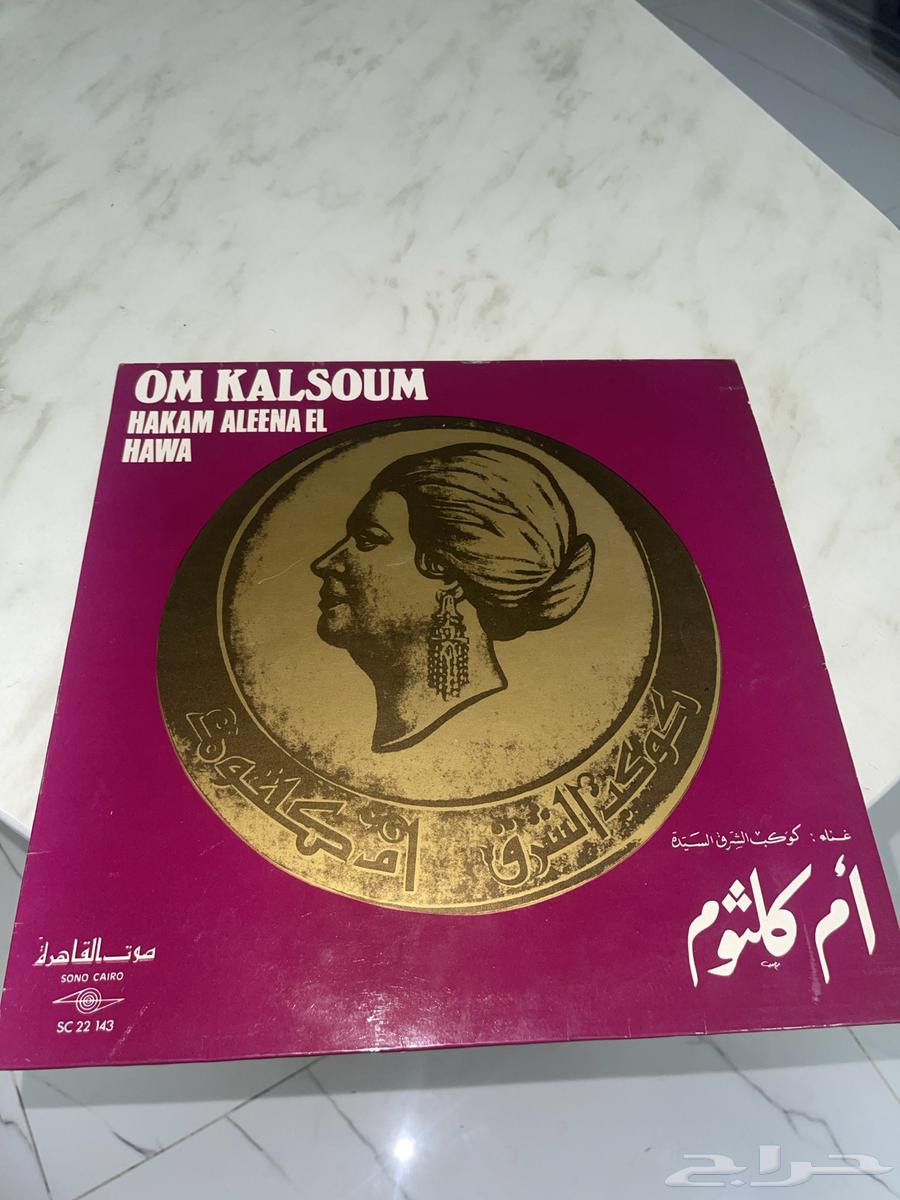 OM KALSOUM
HAKAM ALEENA EL
HAWA
كوكب الشرق أم كلثوم
غناء : كوكب الشرق السيدة
أم كلثوم
صوت القاهرة
SONO CAIRO
SC 22 143
حراج